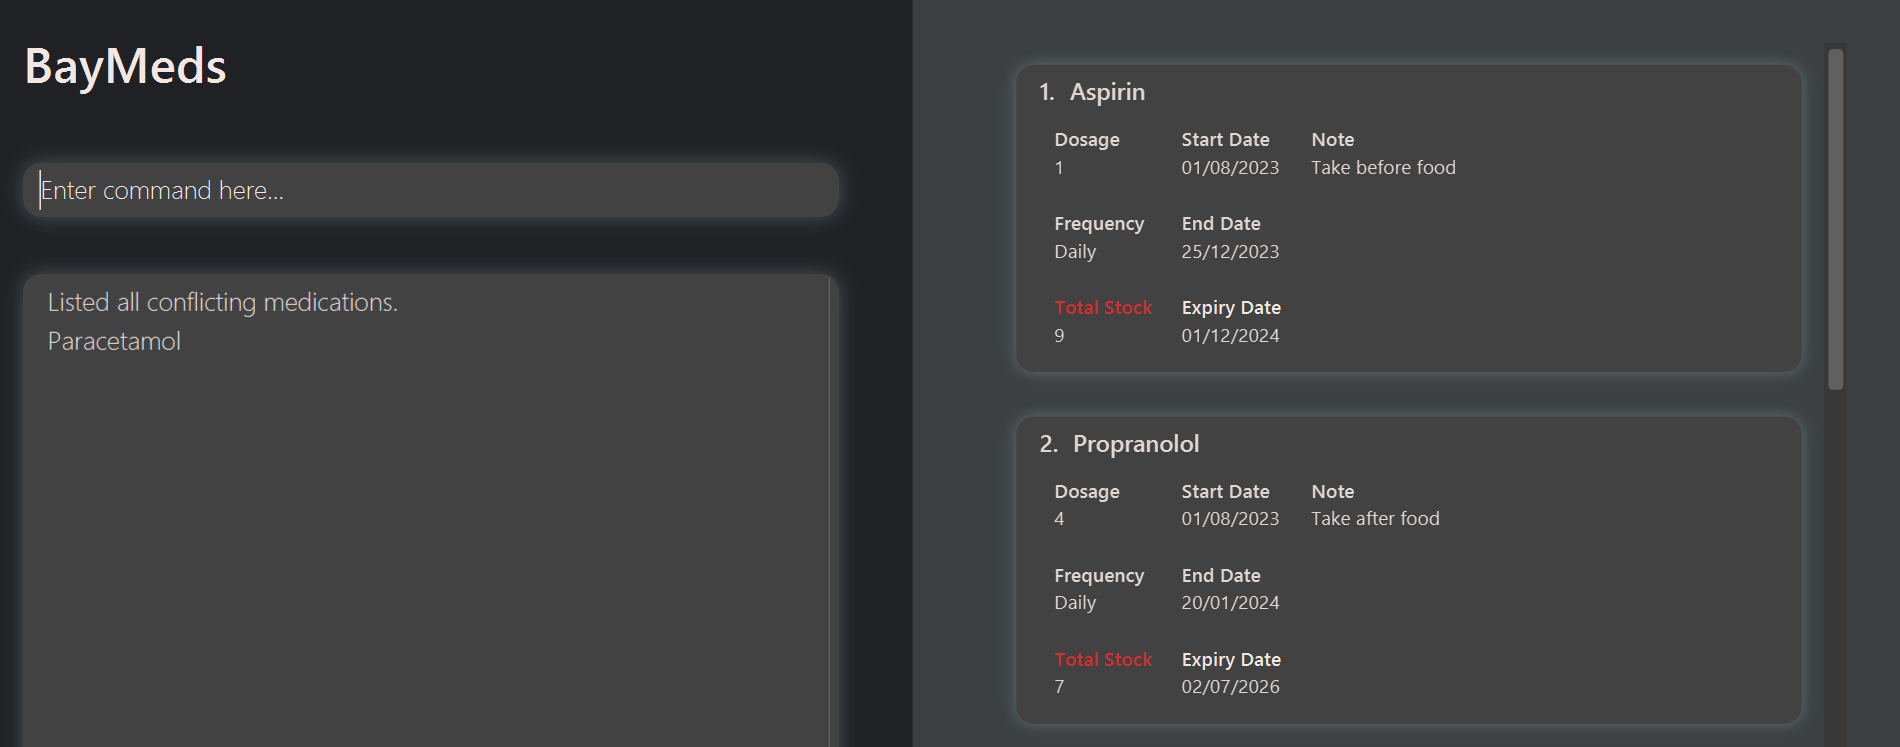 BayMeds
Enter command here...
Listed all conflicting medications.
Paracetamol
1. Aspirin
Dosage Start Date Note
1 01/08/2023 Take before food
Frequency End Date
Daily 25/12/2023
Total Stock Expiry Date
9 01/12/2024
2. Propranolol
Dosage Start Date Note
4 01/08/2023 Take after food
Frequency End Date
Daily 20/01/2024
Total Stock Expiry Date
7 02/07/2026